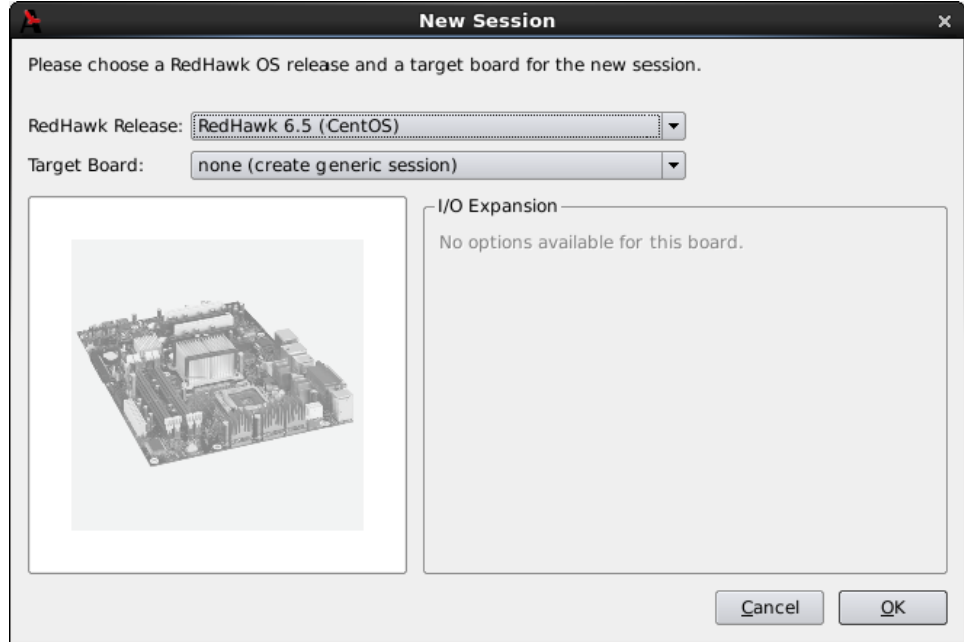 New Session
Please choose a RedHawk OS release and a target board for the new session.
RedHawk Release: RedHawk 6.5 (CentOS)
Target Board: none (create generic session)
I/O Expansion
No options available for this board.
Cancel OK